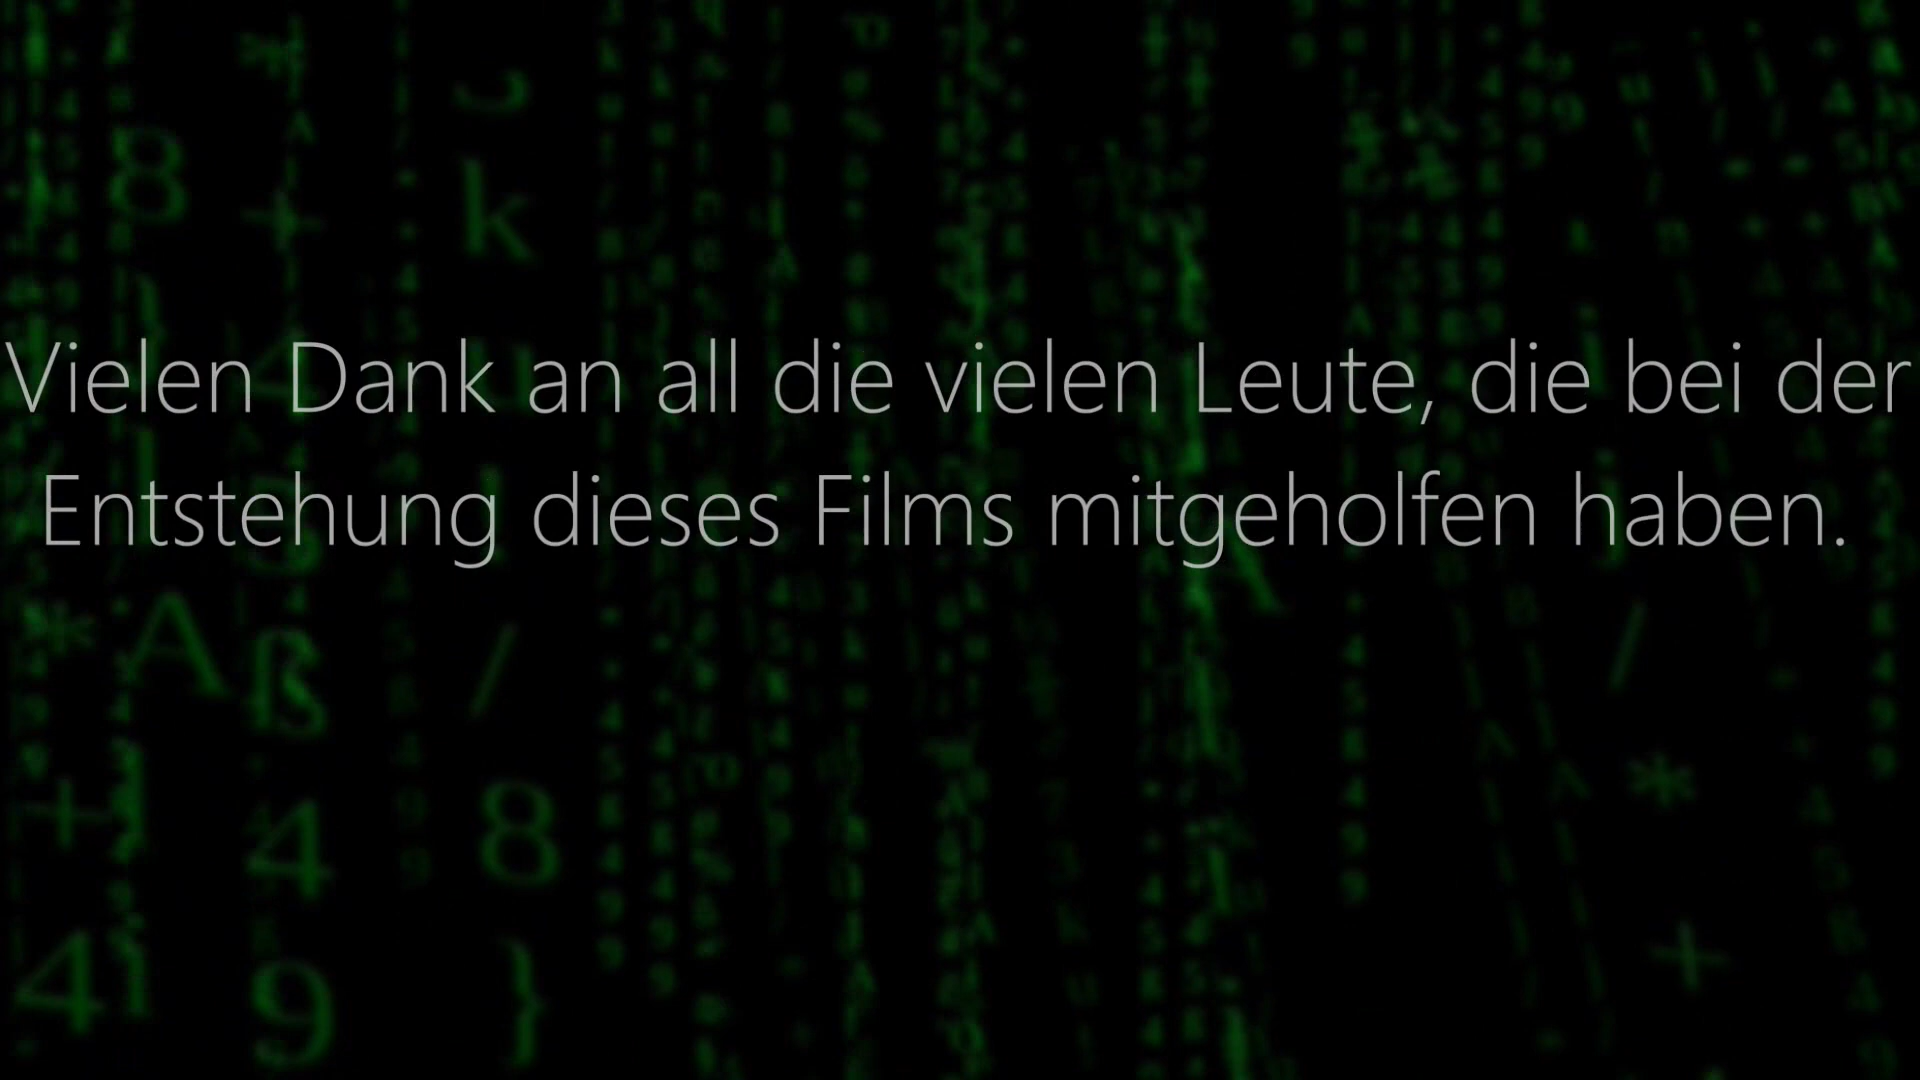 Vielen Dank an all die vielen Leute, die bei der
Entstehung dieses Films mitgeholfen haben.